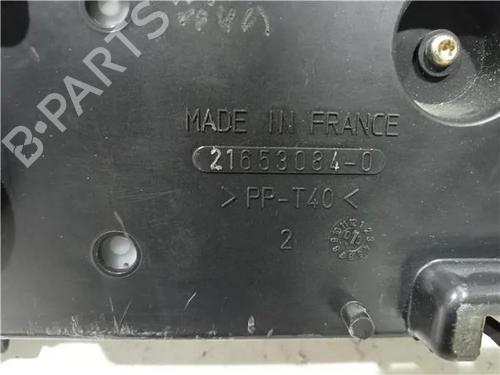 B-PARTS
MADE IN FRANCE
21653084-0
>PP-T40<
2